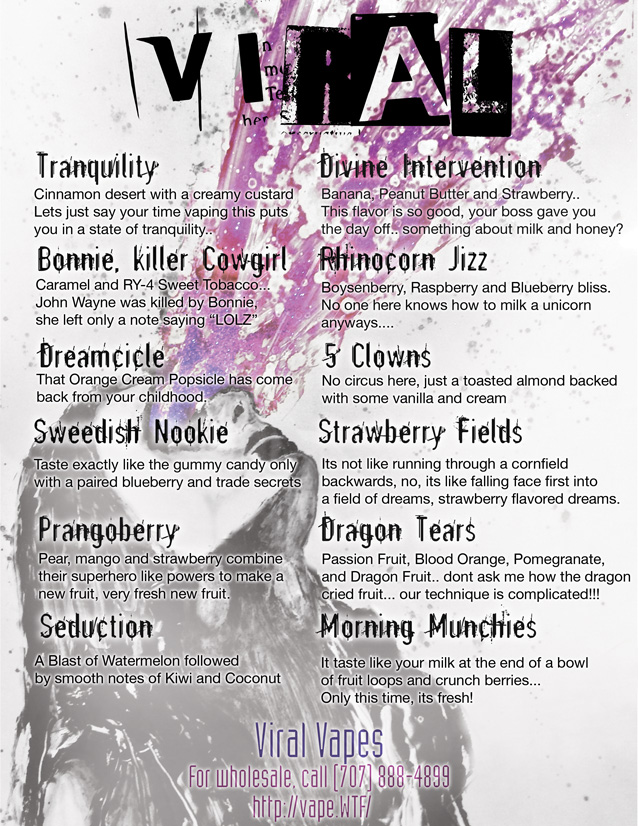 VIRAL
Tranquility
Cinnamon desert with a creamy custard
Lets just say your time vaping this puts
you in a state of tranquility..
Bonnie, killer Cowgirl
Caramel and RY-4 Sweet Tobacco...
John Wayne was killed by Bonnie,
she left only a note saying “LOLZ”
Dreamcicle
That Orange Cream Popsicle has come
back from your childhood.
Sweedish Nookie
Taste exactly like the gummy candy only
with a paired blueberry and trade secrets
Prangoberry
Pear, mango and strawberry combine
their superhero like powers to make a
new fruit, very fresh new fruit.
Seduction
A Blast of Watermelon followed
by smooth notes of Kiwi and Coconut
Divine Intervention
Banana, Peanut Butter and Strawberry..
This flavor is so good, your boss gave you
the day off.. something about milk and honey?
Rhinocorn Jizz
Boysenberry, Raspberry and Blueberry bliss.
No one here knows how to milk a unicorn
anyways....
5 Clowns
No circus here, just a toasted almond backed
with some vanilla and cream
Strawberry Fields
Its not like running through a cornfield
backwards, no, its like falling face first into
a field of dreams, strawberry flavored dreams.
Dragon Tears
Passion Fruit, Blood Orange, Pomegranate,
and Dragon Fruit.. dont ask me how the dragon
cried fruit... our technique is complicated!!!
Morning Munchies
It taste like your milk at the end of a bowl
of fruit loops and crunch berries...
Only this time, its fresh!
Viral Vapes
For wholesale, call (707) 888-4899
http://vape.WTF/